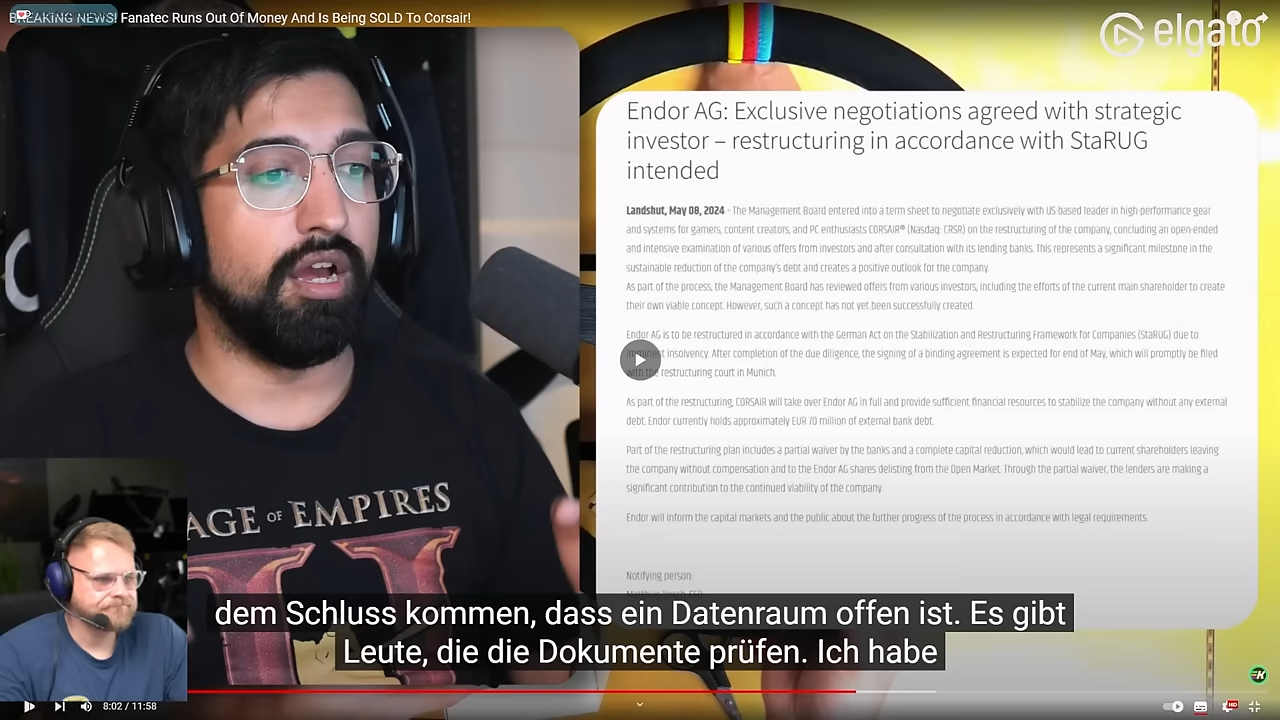 BREAKING NEWS! Fanatec Runs Out Of Money And Is Being SOLD To Corsair!
elgato
Endor AG: Exclusive negotiations agreed with strategic
investor – restructuring in accordance with StaRUG
intended
Landshut, May 08, 2024 - The Management Board entered into a term sheet to negotiate exclusively with US-based leader in high-performance gear
and systems for gamers, content creators, and PC enthusiasts CORSAIR® (Nasdaq: CRSR) on the restructuring of the company, concluding an open-ended
and intensive examination of various offers from investors and after consultation with its lending banks. This represents a significant milestone in the
sustainable reduction of the company's debt and creates a positive outlook for the company.
As part of the process, the Management Board has reviewed offers from various investors, including the efforts of the current main shareholder to create
their own viable concept. However, such a concept has not yet been successfully created.
Endor AG is to be restructured in accordance with the German Act on the Stabilization and Restructuring Framework for Companies (StaRUG) due to
imminent insolvency. After completion of the due diligence, the signing of a binding agreement is expected for end of May, which will promptly be filed
with the restructuring court in Munich.
As part of the restructuring, CORSAIR will take over Endor AG in full and provide sufficient financial resources to stabilize the company without any external
debt. Endor currently holds approximately EUR 70 million of external bank debt.
Part of the restructuring plan includes a partial waiver by the banks and a complete capital reduction, which would lead to current shareholders leaving
the company without compensation and to the Endor AG shares delisting from the Open Market. Through the partial waiver, the lenders are making a
significant contribution to the continued viability of the company.
Endor will inform the capital markets and the public about the further progress of the process in accordance with legal requirements.
Notifying person:
AGE OF EMPIRES
II
dem Schluss kommen, dass ein Datenraum offen ist. Es gibt
Leute, die die Dokumente prüfen. Ich habe
K
8:02 / 11:58
HD